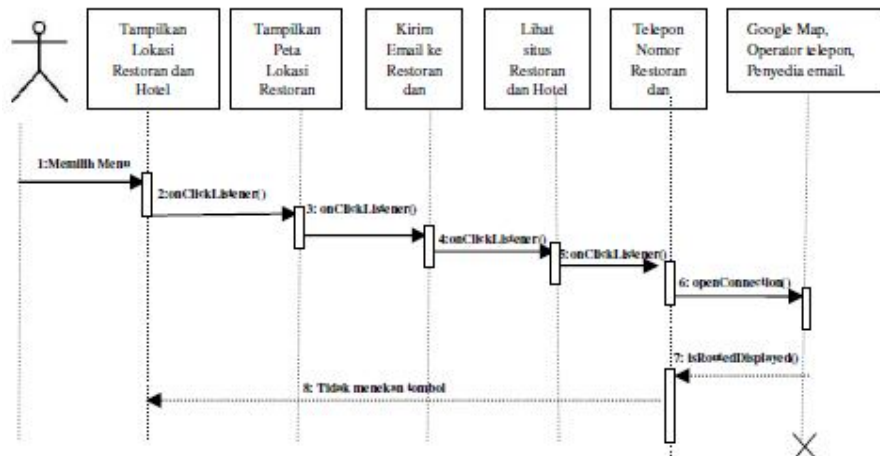 Tampilkan
Lokasi
Restoran dan
Hotel
Tampilkan
Peta
Lokasi
Restoran
Kirim
Email ke
Restoran
dan
Lihat
situs
Restoran
dan Hotel
Telepon
Nomor
Restoran
dan
Google Map,
Operator telepon,
Penyedia email.
1:Memilih Menu
2:onClickListener()
3: onClickListener()
4:onClickListener()
5:onClickListener()
6: openConnection()
7: isRoutedDisplayed()
8: Tidak menekan tombol